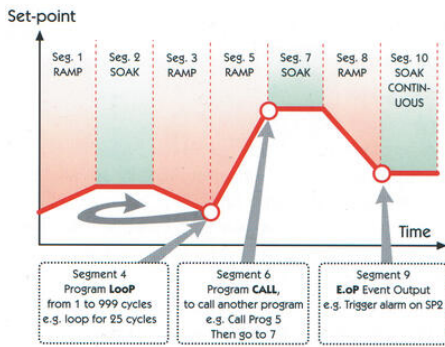 Set-point
Seg. 1
RAMP
Seg. 2
SOAK
Seg. 3
RAMP
Seg. 5
RAMP
Seg. 7
SOAK
Seg. 8
RAMP
Seg. 10
SOAK
CONTIN-
UOUS
Time
Segment 4
Program LooP
from 1 to 999 cycles
e.g. loop for 25 cycles
Segment 6
Program CALL,
to call another program
e.g. Call Prog 5
Then go to 7
Segment 9
E.oP Event Output
e.g. Trigger alarm on SP2